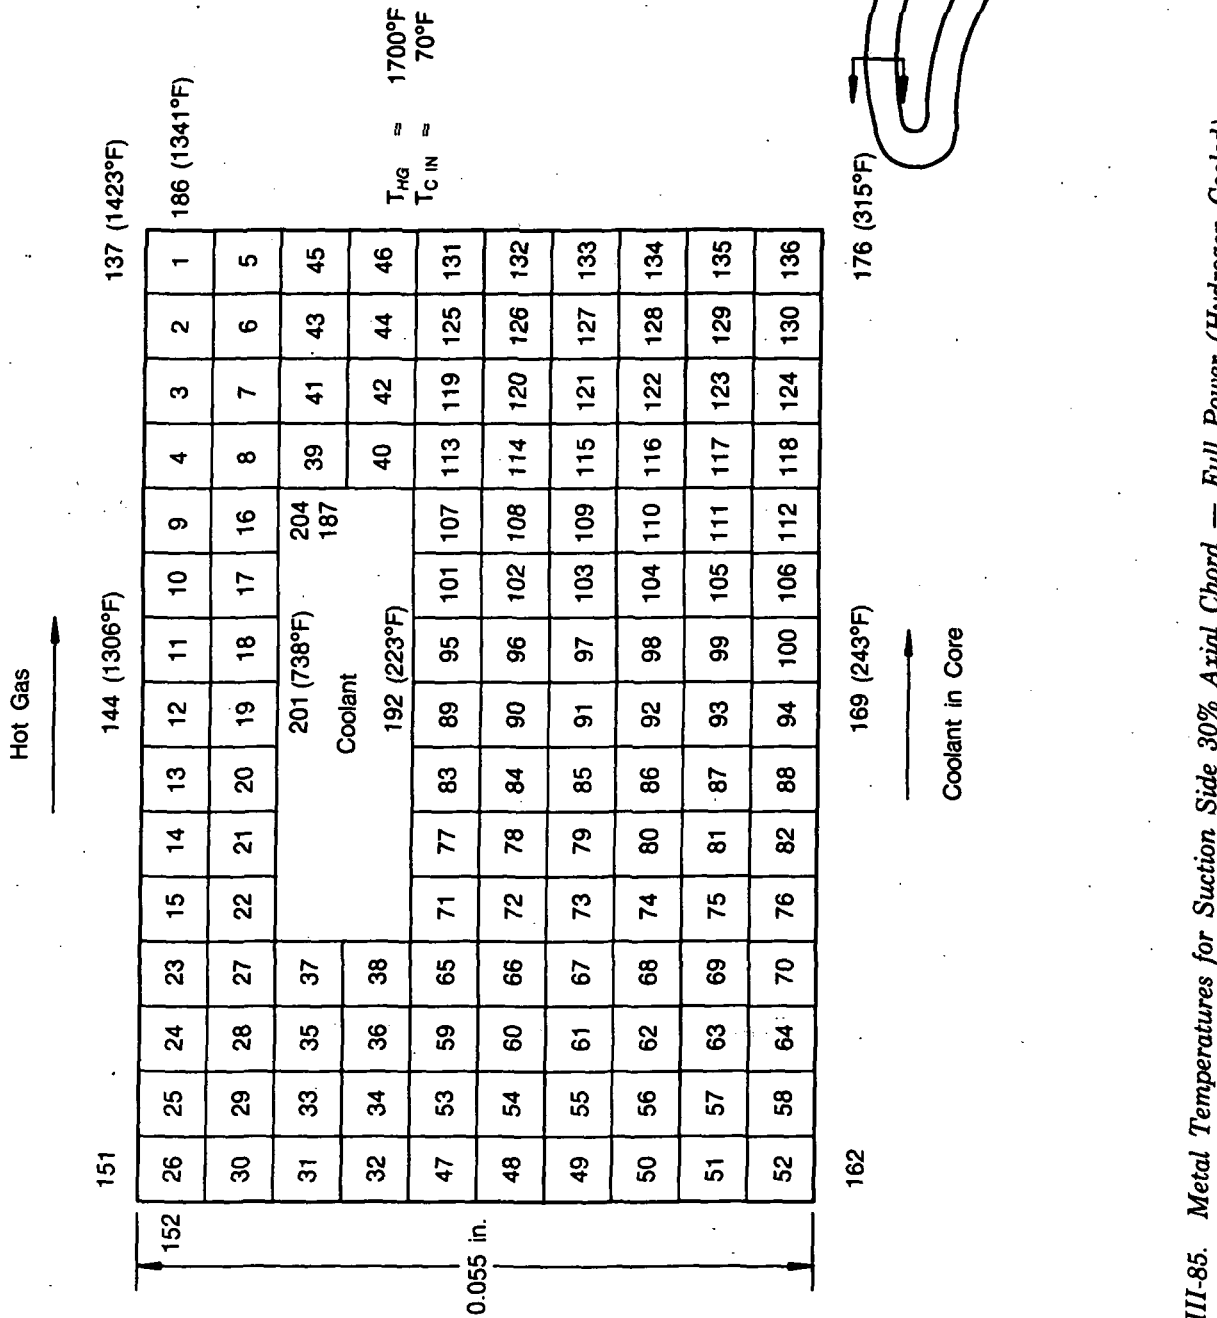 Hot Gas
151 144 (1306°F) 137 (1423°F)
152 26 25 24 23 15 14 13 12 11 10 9 4 3 2 1 186 (1341°F)
30 29 28 27 22 21 20 19 18 17 16 8 7 6 5
31 33 35 37 201 (738°F) 204 39 41 43 45
187
Coolant
32 34 36 38 192 (223°F) 40 42 44 46
THG = 1700°F
TC IN = 70°F
47 53 59 65 71 77 83 89 95 101 107 113 119 125 131
0.055 in.
48 54 60 66 72 78 84 90 96 102 108 114 120 126 132
49 55 61 67 73 79 85 91 97 103 109 115 121 127 133
50 56 62 68 74 80 86 92 98 104 110 116 122 128 134
51 57 63 69 75 81 87 93 99 105 111 117 123 129 135
52 58 64 70 76 82 88 94 100 106 112 118 124 130 136
162 169 (243°F) 176 (315°F)
Coolant in Core
III-85. Metal Temperatures for Suction Side 30% Axial Chord — Full Power (Hydrogen Cooled)